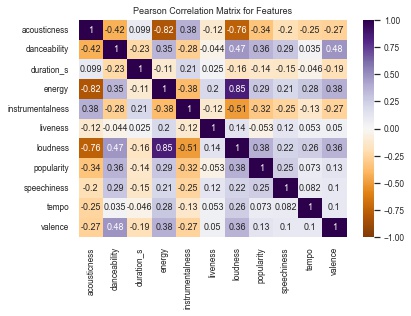 Pearson Correlation Matrix for Features
acousticness 1 -0.42 0.099 -0.82 0.38 -0.12 -0.76 -0.34 -0.2 -0.25 -0.27
danceability -0.42 1 -0.23 0.35 -0.28 -0.044 0.47 0.36 0.29 0.035 0.48
duration_s 0.099 -0.23 1 -0.11 0.21 0.025 -0.16 -0.14 -0.15 -0.046 -0.19
energy -0.82 0.35 -0.11 1 -0.38 0.2 0.85 0.29 0.21 0.28 0.38
instrumentalness 0.38 -0.28 0.21 -0.38 1 -0.12 -0.51 -0.32 -0.25 -0.13 -0.27
liveness -0.12 -0.044 0.025 0.2 -0.12 1 0.14 -0.053 0.12 0.053 0.05
loudness -0.76 0.47 -0.16 0.85 -0.51 0.14 1 0.38 0.22 0.26 0.36
popularity -0.34 0.36 -0.14 0.29 -0.32 -0.053 0.38 1 0.25 0.073 0.13
speechiness -0.2 0.29 -0.15 0.21 -0.25 0.12 0.22 0.25 1 0.082 0.1
tempo -0.25 0.035 -0.046 0.28 -0.13 0.053 0.26 0.073 0.082 1 0.1
valence -0.27 0.48 -0.19 0.38 -0.27 0.05 0.36 0.13 0.1 0.1 1
acousticness danceability duration_s energy instrumentalness liveness loudness popularity speechiness tempo valence
1.00
0.75
0.50
0.25
0.00
−0.25
−0.50
−0.75
−1.00